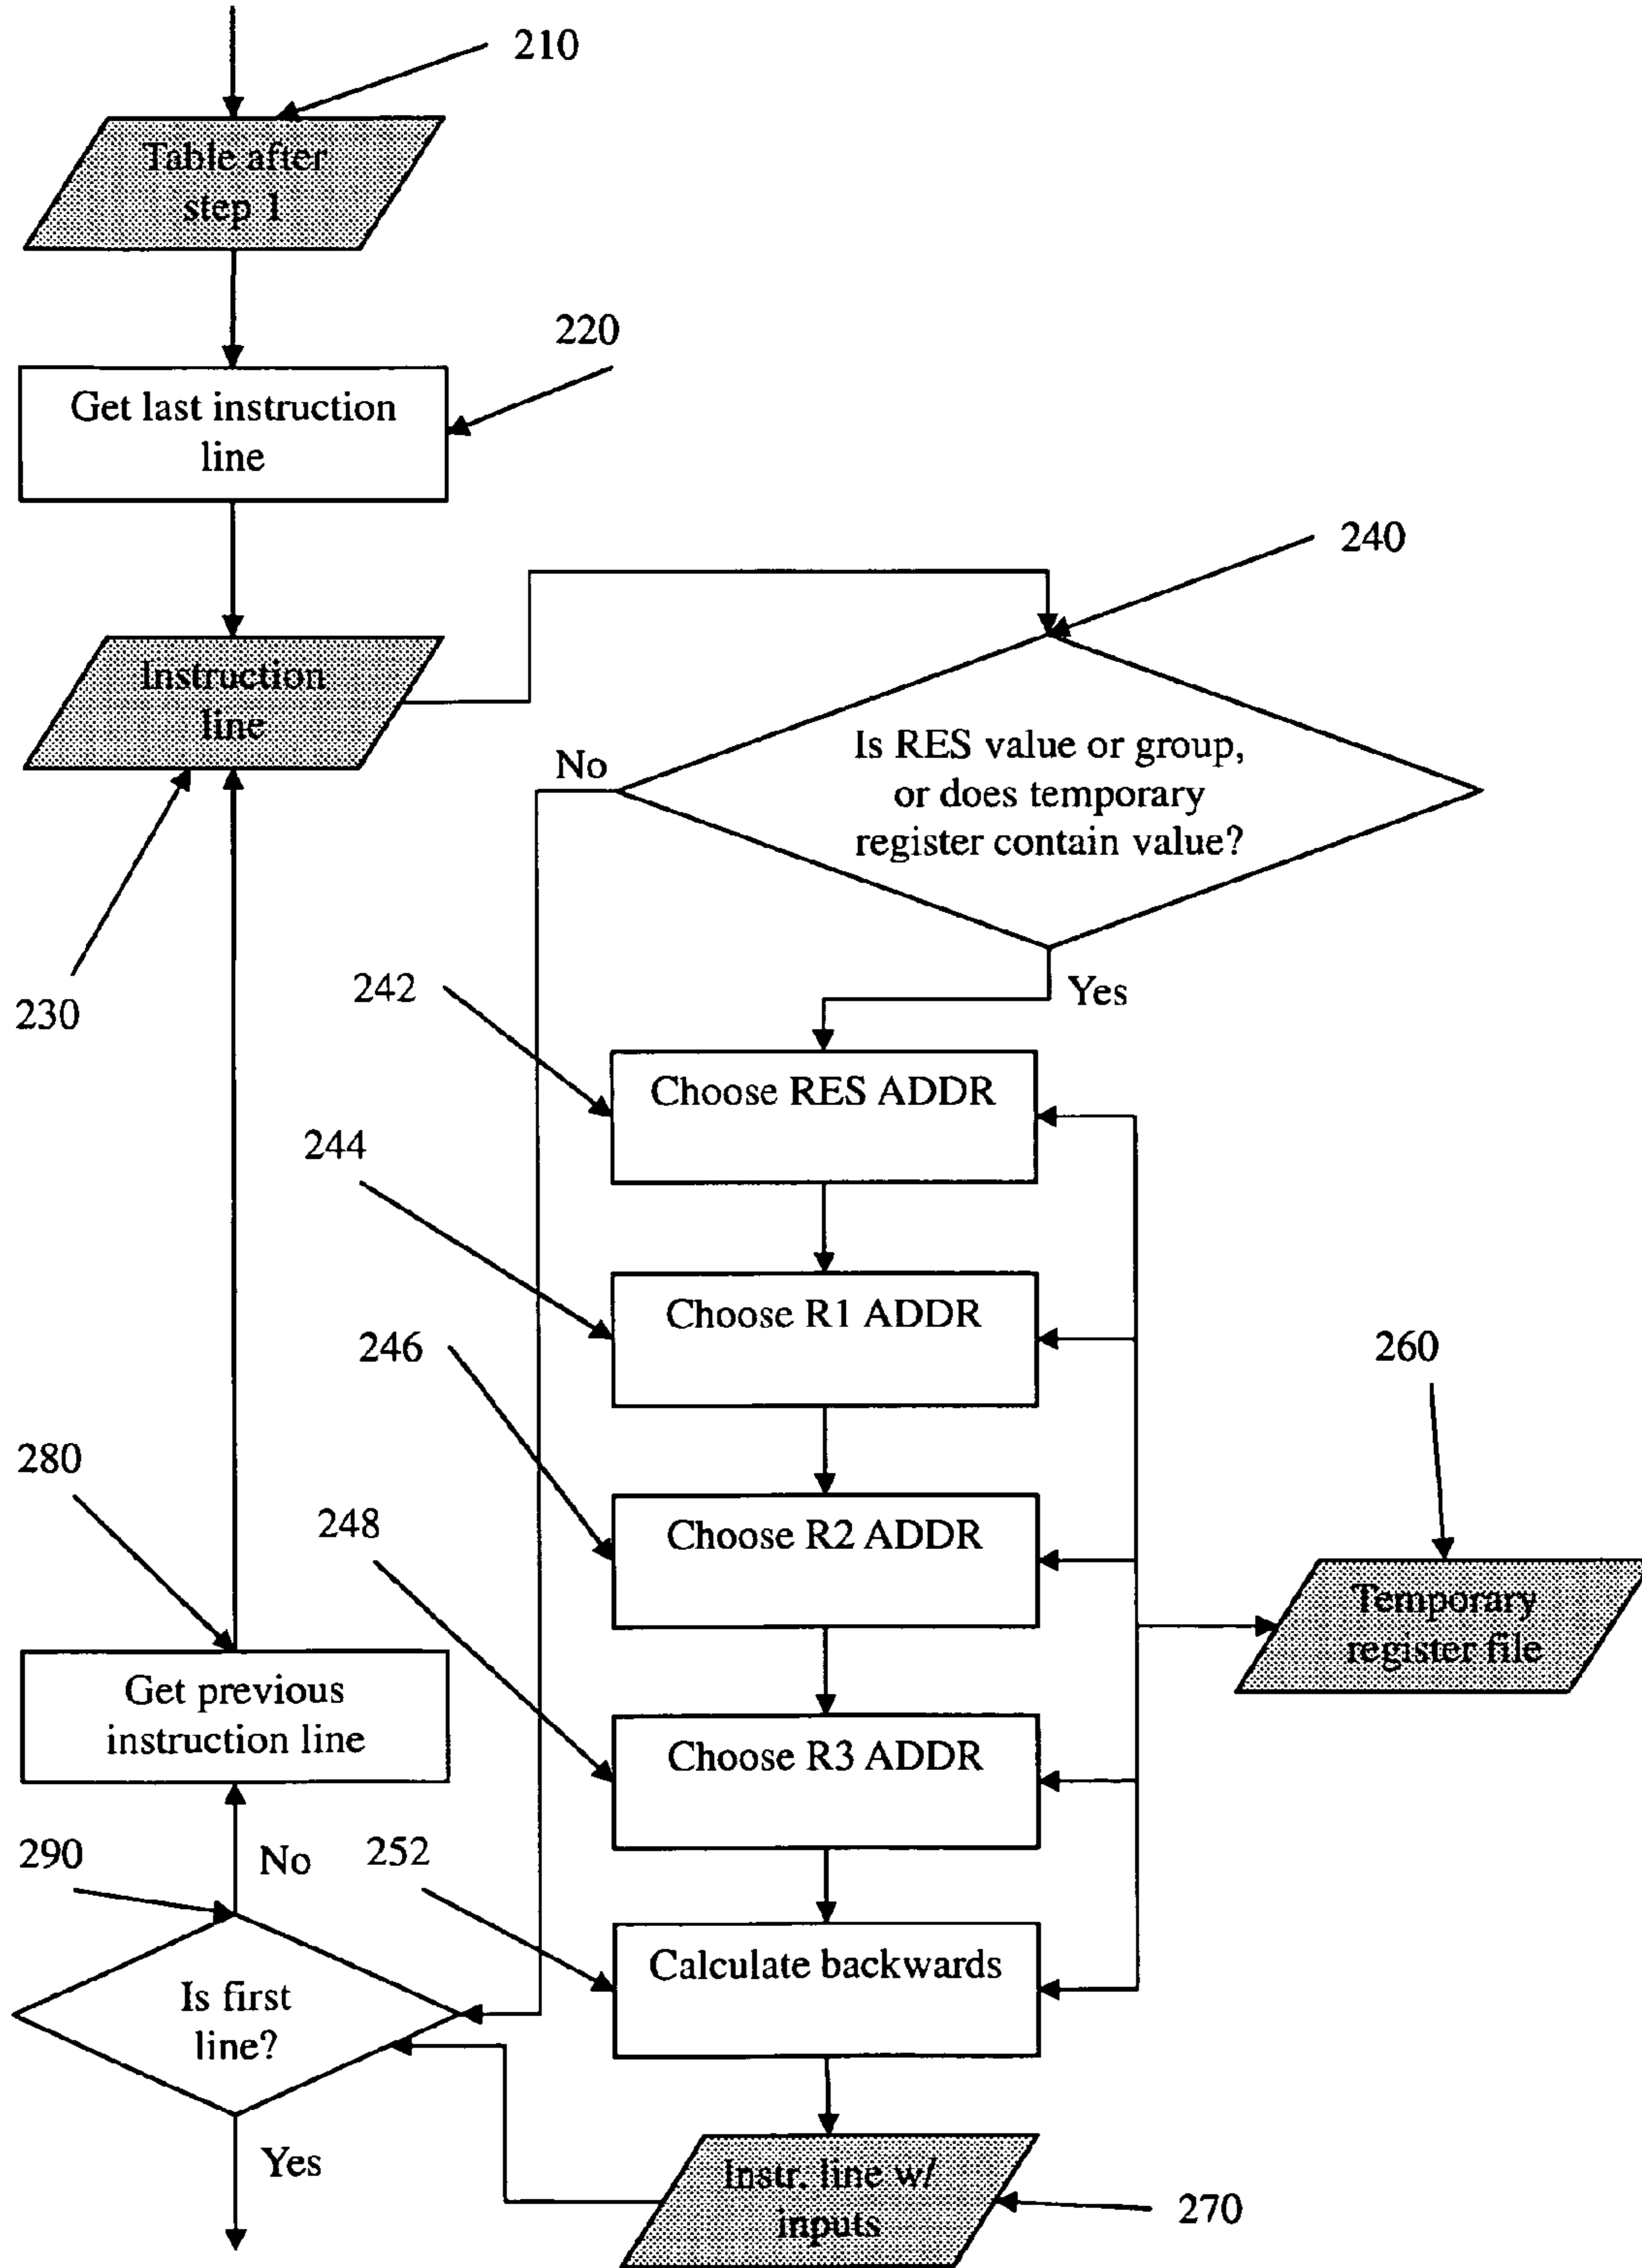 210
Table after
step 1
220
Get last instruction
line
240
Instruction
line
Is RES value or group,
or does temporary
register contain value?
No
230
242
Yes
Choose RES ADDR
244
Choose R1 ADDR
246
260
Choose R2 ADDR
280
248
Temporary
register file
Get previous
instruction line
Choose R3 ADDR
290
No
252
Calculate backwards
Is first
line?
Yes
Instr. line w/
inputs
270